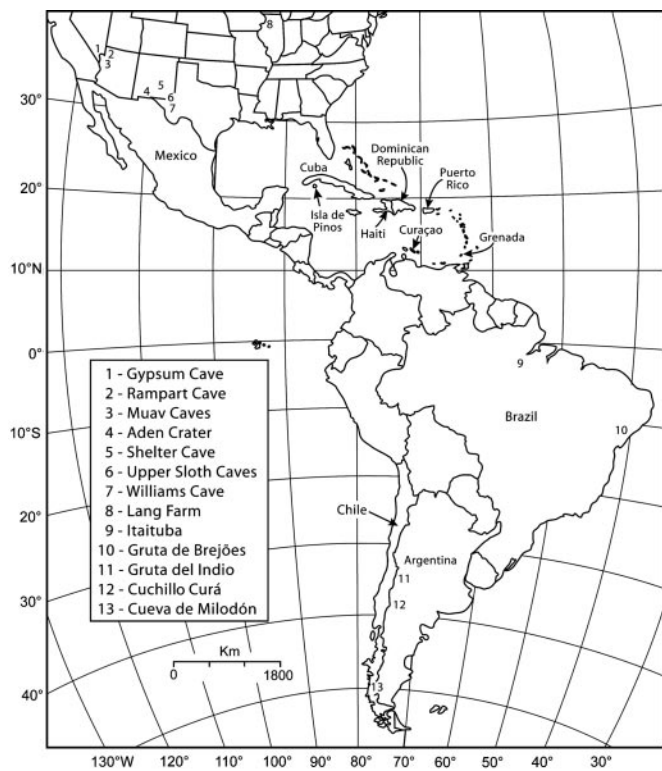 8
1
2
3
4
5
6
7
30°
20°
10°N
0°
10°S
20°
30°
40°
Mexico
Cuba
Isla de
Pinos
Dominican
Republic
Puerto
Rico
Haiti
Curaçao
Grenada
9
Brazil
10
Chile
Argentina
11
12
13
1 - Gypsum Cave
2 - Rampart Cave
3 - Muav Caves
4 - Aden Crater
5 - Shelter Cave
6 - Upper Sloth Caves
7 - Williams Cave
8 - Lang Farm
9 - Itaituba
10 - Gruta de Brejões
11 - Gruta del Indio
12 - Cuchillo Curá
13 - Cueva de Milodón
Km
0 1800
130°W 120° 110° 100° 90° 80° 70° 60° 50° 40° 30°